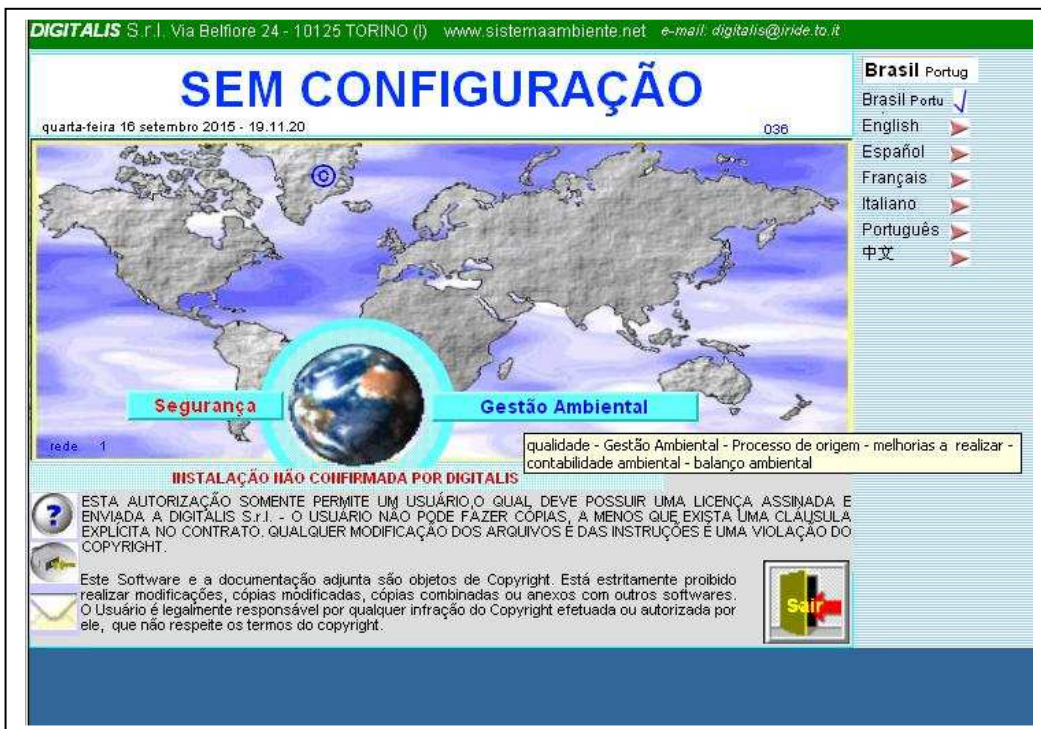 DIGITALIS S.r.l. Via Belfiore 24 - 10125 TORINO (I) www.sistemaambiente.net e-mail: digitalis@iride.to.it
SEM CONFIGURAÇÃO
quarta-feira 16 setembro 2015 - 19.11.20
036
Brasil Portug
Brasil Portu
English
Español
Français
Italiano
Português
中文
©
Segurança
Gestão Ambiental
rede 1
qualidade - Gestão Ambiental - Processo de origem - melhorias a realizar -
contabilidade ambiental - balanço ambiental
INSTALAÇÃO NÃO CONFIRMADA POR DIGITALIS
?
ESTA AUTORIZAÇÃO SOMENTE PERMITE UM USUÁRIO,O QUAL DEVE POSSUIR UMA LICENÇA ASSINADA E
ENVIADA A DIGITALIS S.r.l. - O USUÁRIO NÃO PODE FAZER CÓPIAS, A MENOS QUE EXISTA UMA CLÁUSULA
EXPLÍCITA NO CONTRATO. QUALQUER MODIFICAÇÃO DOS ARQUIVOS E DAS INSTRUÇÕES É UMA VIOLAÇÃO DO
COPYRIGHT.
Este Software e a documentação adjunta são objetos de Copyright. Está estritamente proibido
realizar modificações, cópias modificadas, cópias combinadas ou anexos com outros softwares.
O Usuário é legalmente responsável por qualquer infração do Copyright efetuada ou autorizada por
ele, que não respeite os termos do copyright.
Sair